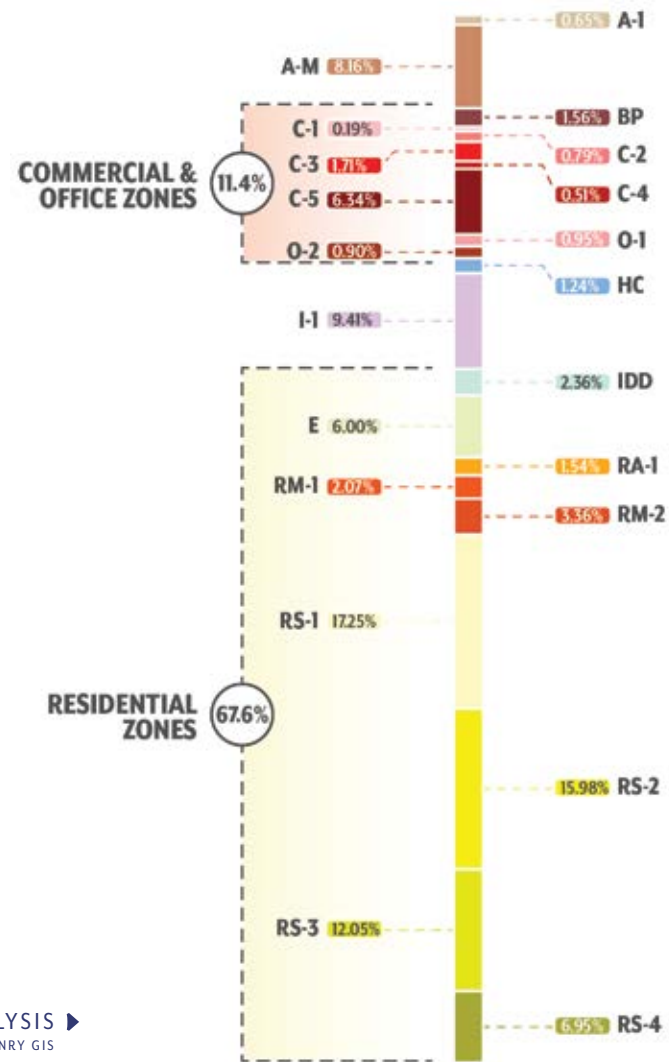 0.65% A-1
A-M 8.16%
1.56% BP
C-1 0.19%
0.79% C-2
C-3 1.71%
COMMERCIAL &
OFFICE ZONES
11.4%
C-5 6.34%
0.51% C-4
0.95% O-1
O-2 0.90%
1.24% HC
I-1 9.41%
2.36% IDD
E 6.00%
1.54% RA-1
RM-1 2.07%
3.36% RM-2
RS-1 17.25%
RESIDENTIAL
ZONES
67.6%
15.98% RS-2
RS-3 12.05%
6.95% RS-4
LYSIS
NRY GIS